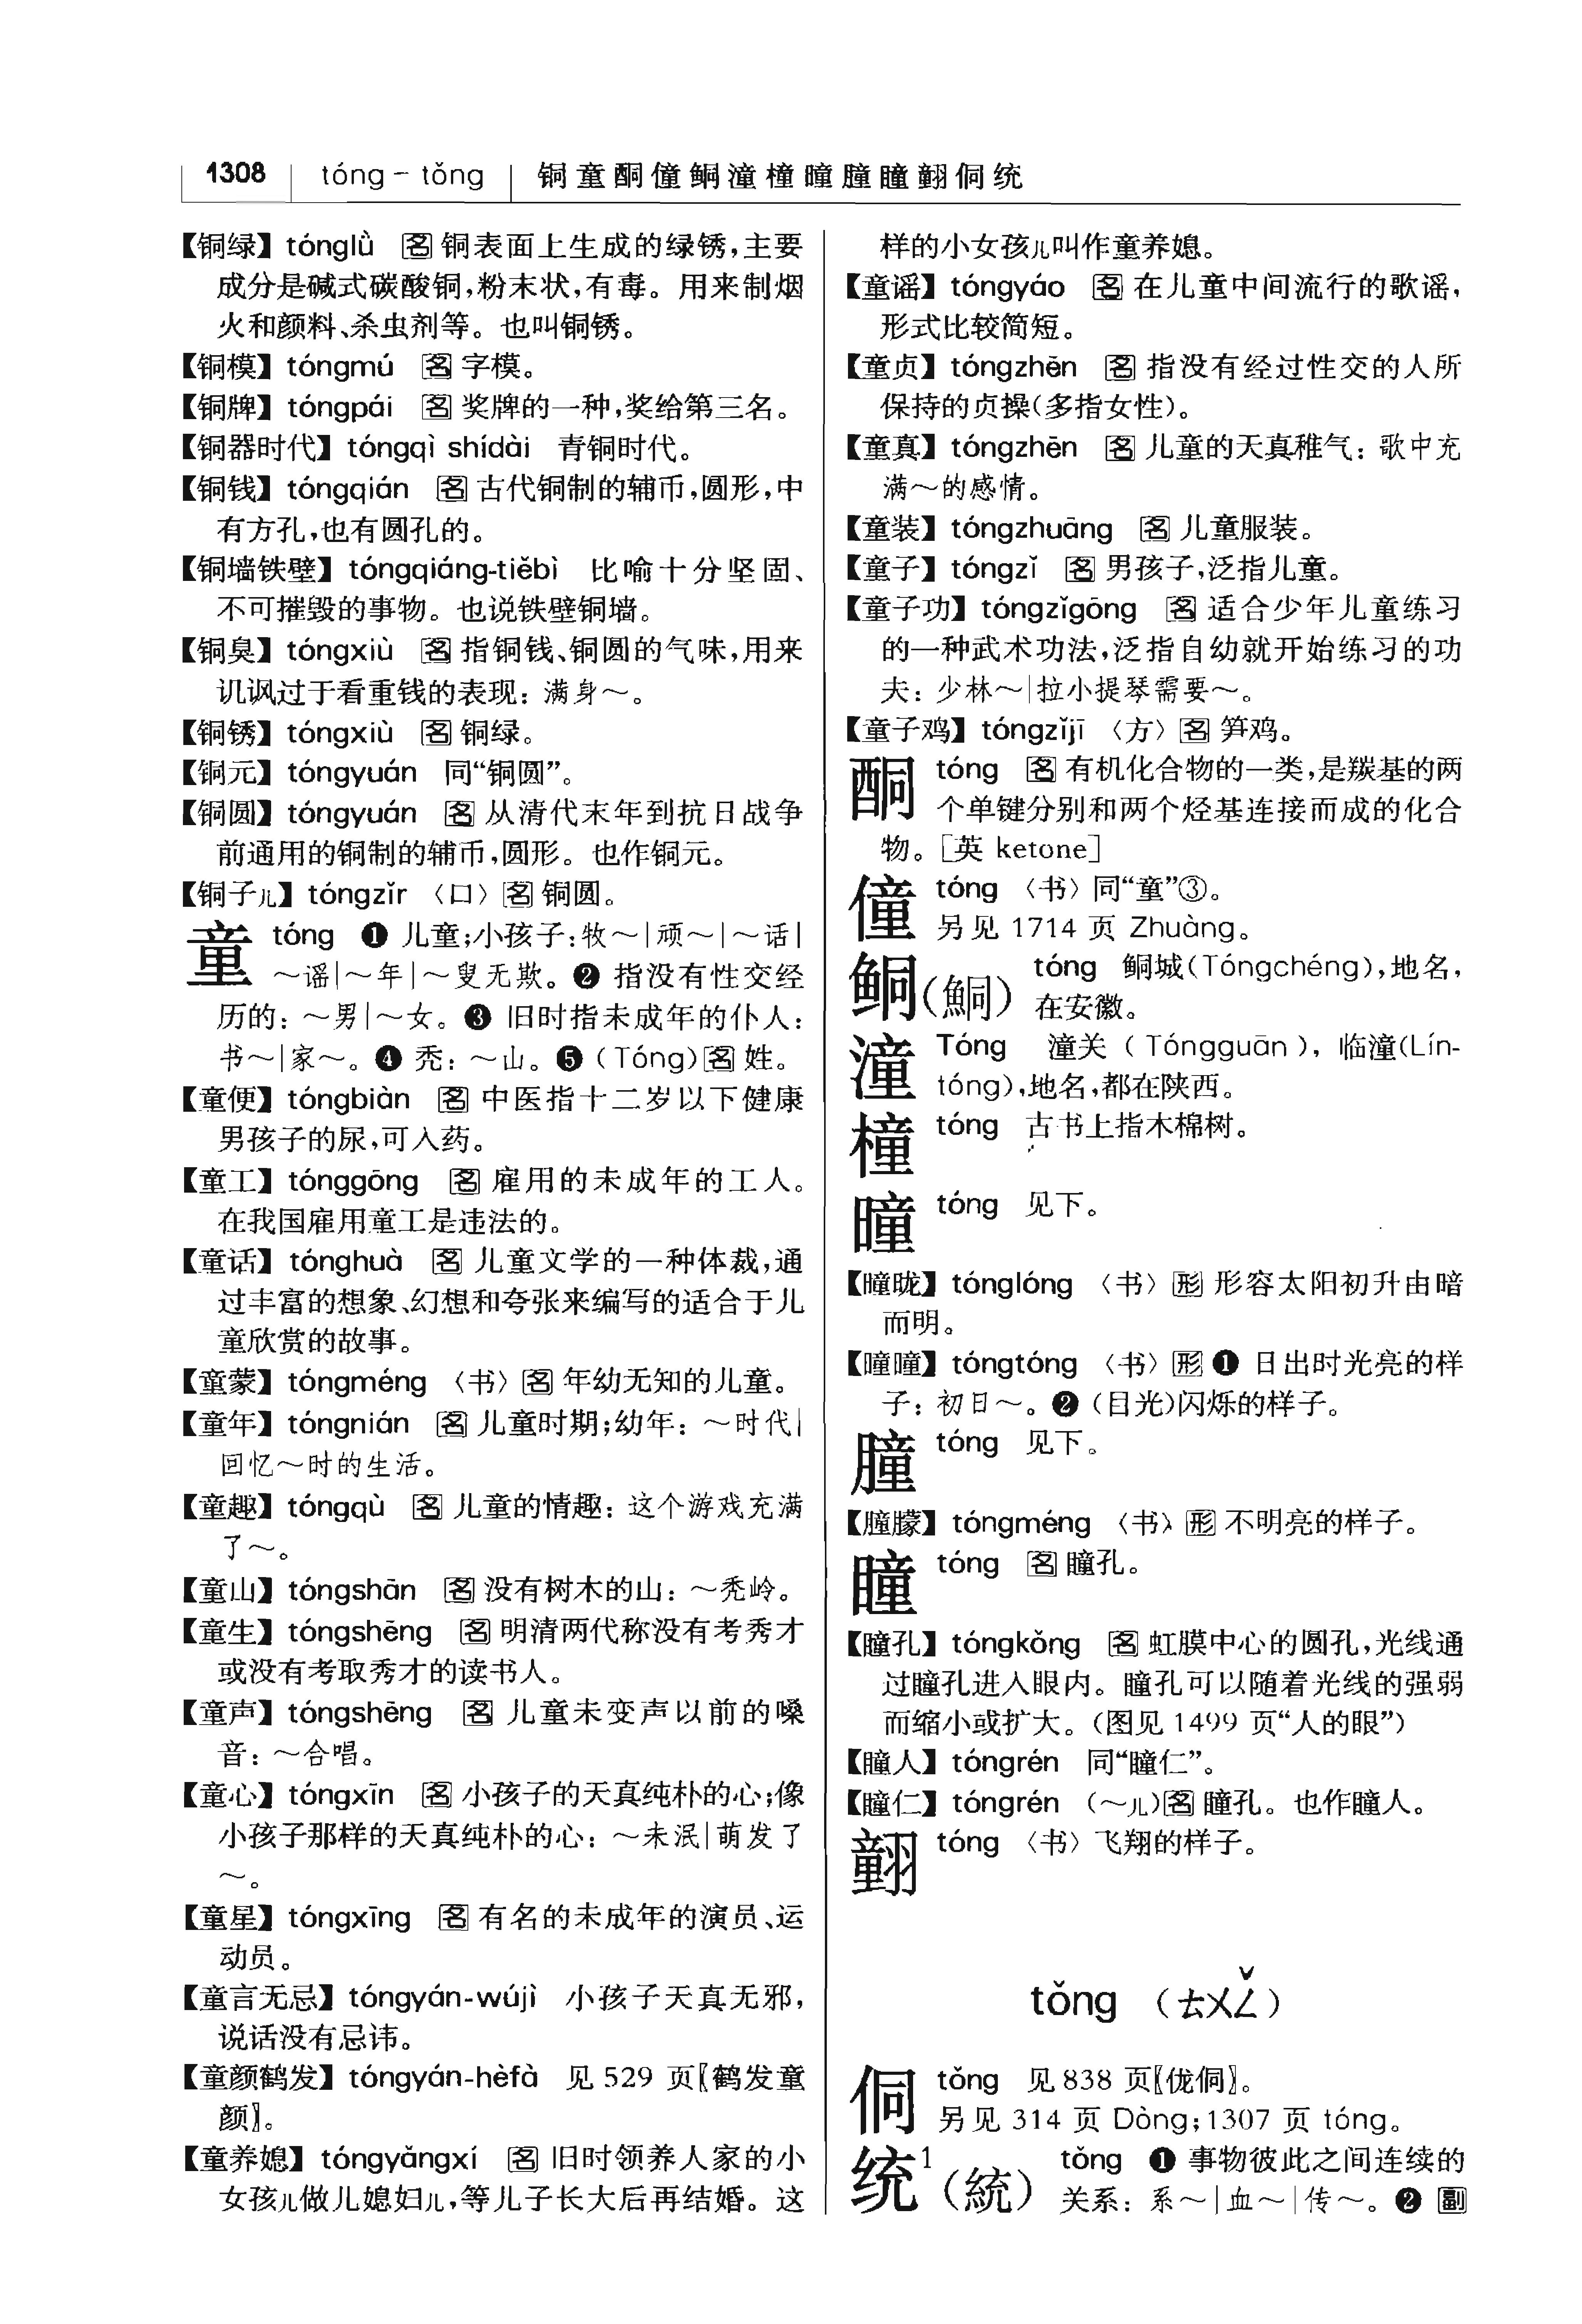 1308 tóng – tǒng 铜童酮僮鲖潼橦曈朣瞳𦒍侗统
【铜绿】tónglǜ 名 铜表面上生成的绿锈,主要
成分是碱式碳酸铜,粉末状,有毒。用来制烟
火和颜料、杀虫剂等。也叫铜锈。
【铜模】tóngmú 名 字模。
【铜牌】tóngpái 名 奖牌的一种,奖给第三名。
【铜器时代】tóngqì shídài 青铜时代。
【铜钱】tóngqián 名 古代铜制的辅币,圆形,中
有方孔,也有圆孔的。
【铜墙铁壁】tóngqiáng-tiěbì 比喻十分坚固、
不可摧毁的事物。也说铁壁铜墙。
【铜臭】tóngxiù 名 指铜钱、铜圆的气味,用来
讥讽过于看重钱的表现：满身～。
【铜锈】tóngxiù 名 铜绿。
【铜元】tóngyuán 同“铜圆”。
【铜圆】tóngyuán 名 从清代末年到抗日战争
前通用的铜制的辅币,圆形。也作铜元。
【铜子儿】tóngzǐr 〈口〉名 铜圆。
童 tóng ❶ 儿童;小孩子:牧～|顽～|～话|
～谣|～年|～叟无欺。❷ 指没有性交经
历的：～男|～女。❸ 旧时指未成年的仆人：
书～|家～。❹ 秃：～山。❺（Tóng)名 姓。
【童便】tóngbiàn 名 中医指十二岁以下健康
男孩子的尿,可入药。
【童工】tónggōng 名 雇用的未成年的工人。
在我国雇用童工是违法的。
【童话】tónghuà 名 儿童文学的一种体裁,通
过丰富的想象、幻想和夸张来编写的适合于儿
童欣赏的故事。
【童蒙】tóngméng 〈书〉名 年幼无知的儿童。
【童年】tóngnián 名 儿童时期;幼年：～时代|
回忆～时的生活。
【童趣】tóngqù 名 儿童的情趣：这个游戏充满
了～。
【童山】tóngshān 名 没有树木的山：～秃岭。
【童生】tóngshēng 名 明清两代称没有考秀才
或没有考取秀才的读书人。
【童声】tóngshēng 名 儿童未变声以前的嗓
音：～合唱。
【童心】tóngxīn 名 小孩子的天真纯朴的心;像
小孩子那样的天真纯朴的心：～未泯|萌发了
～。
【童星】tóngxīng 名 有名的未成年的演员、运
动员。
【童言无忌】tóngyán-wújì 小孩子天真无邪,
说话没有忌讳。
【童颜鹤发】tóngyán-hèfà 见 529 页〖鹤发童
颜〗。
【童养媳】tóngyǎngxí 名 旧时领养人家的小
女孩儿做儿媳妇儿,等儿子长大后再结婚。这
样的小女孩儿叫作童养媳。
【童谣】tóngyáo 名 在儿童中间流行的歌谣,
形式比较简短。
【童贞】tóngzhēn 名 指没有经过性交的人所
保持的贞操(多指女性)。
【童真】tóngzhēn 名 儿童的天真稚气：歌中充
满～的感情。
【童装】tóngzhuāng 名 儿童服装。
【童子】tóngzǐ 名 男孩子,泛指儿童。
【童子功】tóngzǐgōng 名 适合少年儿童练习
的一种武术功法,泛指自幼就开始练习的功
夫：少林～|拉小提琴需要～。
【童子鸡】tóngzǐjī 〈方〉名 笋鸡。
酮 tóng 名 有机化合物的一类,是羰基的两
个单键分别和两个烃基连接而成的化合
物。[英 ketone]
僮 tóng 〈书〉同“童”③。
另见 1714 页 Zhuàng。
鲖(鮦) tóng 鲖城(Tóngchéng),地名,
在安徽。
潼 Tóng 潼关（Tóngguān），临潼(Lín-
tóng),地名,都在陕西。
橦 tóng 古书上指木棉树。
曈 tóng 见下。
【曈昽】tónglóng 〈书〉形 形容太阳初升由暗
而明。
【曈曈】tóngtóng 〈书〉形 ❶ 日出时光亮的样
子：初日～。❷ (目光)闪烁的样子。
朣 tóng 见下。
【朣朦】tóngméng 〈书〉形 不明亮的样子。
瞳 tóng 名 瞳孔。
【瞳孔】tóngkǒng 名 虹膜中心的圆孔,光线通
过瞳孔进入眼内。瞳孔可以随着光线的强弱
而缩小或扩大。(图见 1499 页“人的眼”)
【瞳人】tóngrén 同“瞳仁”。
【瞳仁】tóngrén （～儿)名 瞳孔。也作瞳人。
𦒍 tóng 〈书〉飞翔的样子。
tǒng （ㄊㄨㄥˇ）
侗 tǒng 见 838 页〖优侗〗。
另见 314 页 Dòng;1307 页 tóng。
统¹（統） tǒng ❶ 事物彼此之间连续的
关系：系～|血～|传～。❷ 副